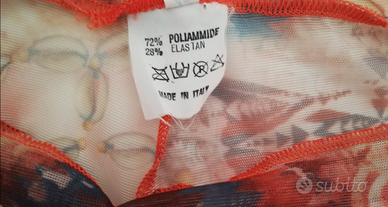 72% POLIAMMIDE
28% ELASTAN
MADE IN ITALY
subito